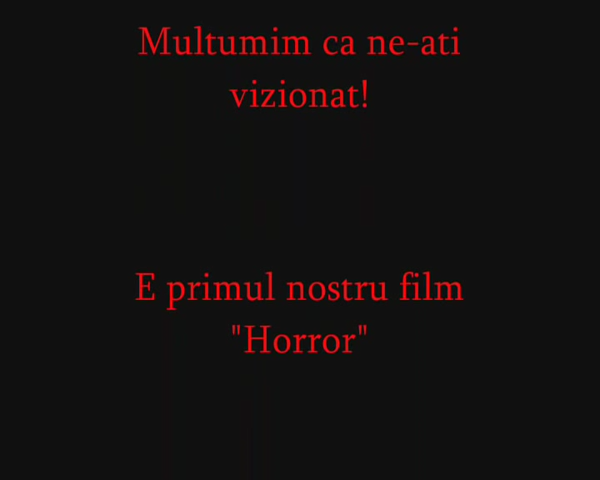 Multumim ca ne-ati
vizionat!
E primul nostru film
"Horror"